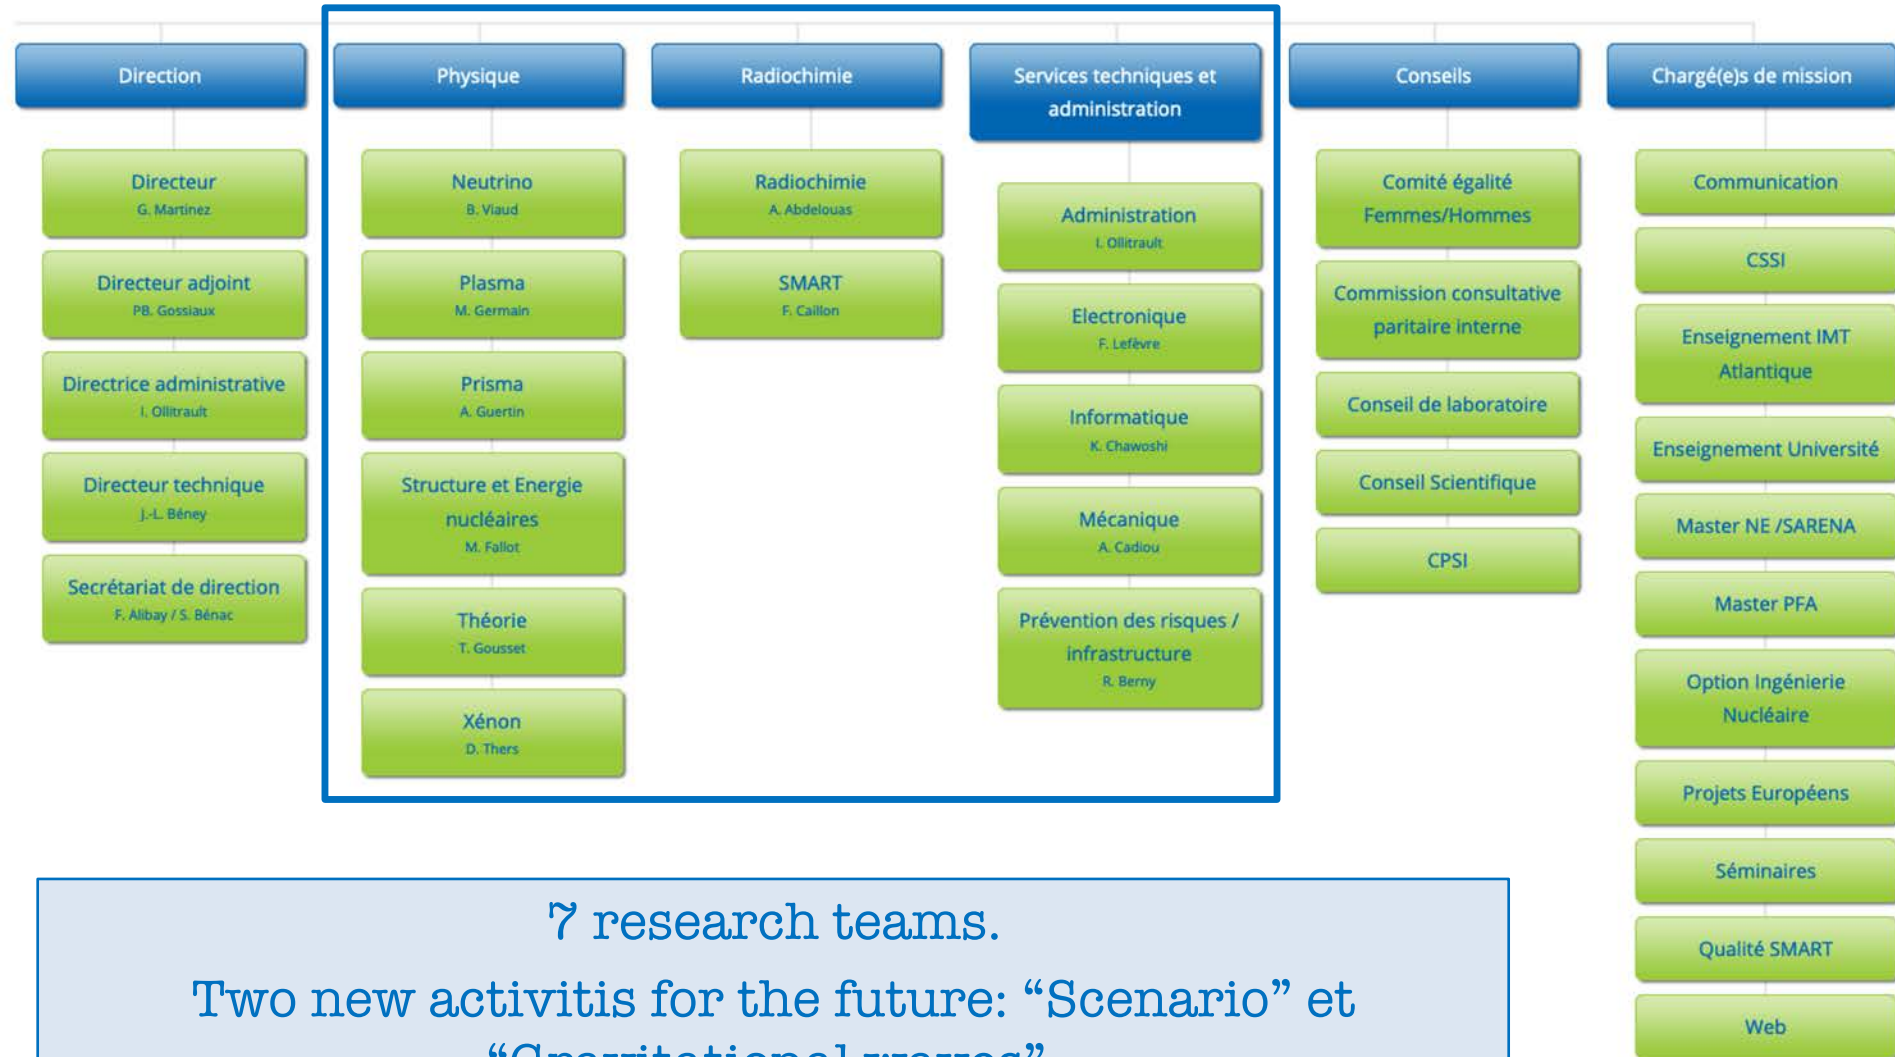 Direction
Directeur
G. Martinez
Directeur adjoint
PB. Gossiaux
Directrice administrative
I. Ollitrault
Directeur technique
J.-L. Béney
Secrétariat de direction
F. Alibay / S. Bénac
Physique
Neutrino
B. Viaud
Plasma
M. Germain
Prisma
A. Guertin
Structure et Energie
nucléaires
M. Fallot
Théorie
T. Gousset
Xénon
D. Thers
Radiochimie
Radiochimie
A. Abdelouas
SMART
F. Caillon
Services techniques et
administration
Administration
I. Ollitrault
Electronique
F. Lefèvre
Informatique
K. Chawoshi
Mécanique
A. Cadiou
Prévention des risques /
infrastructure
R. Berny
Conseils
Comité égalité
Femmes/Hommes
Commission consultative
paritaire interne
Conseil de laboratoire
Conseil Scientifique
CPSI
Chargé(e)s de mission
Communication
CSSI
Enseignement IMT
Atlantique
Enseignement Université
Master NE /SARENA
Master PFA
Option Ingénierie
Nucléaire
Projets Européens
Séminaires
Qualité SMART
Web
7 research teams.
Two new activitis for the future: “Scenario” et
“Gravitational waves”